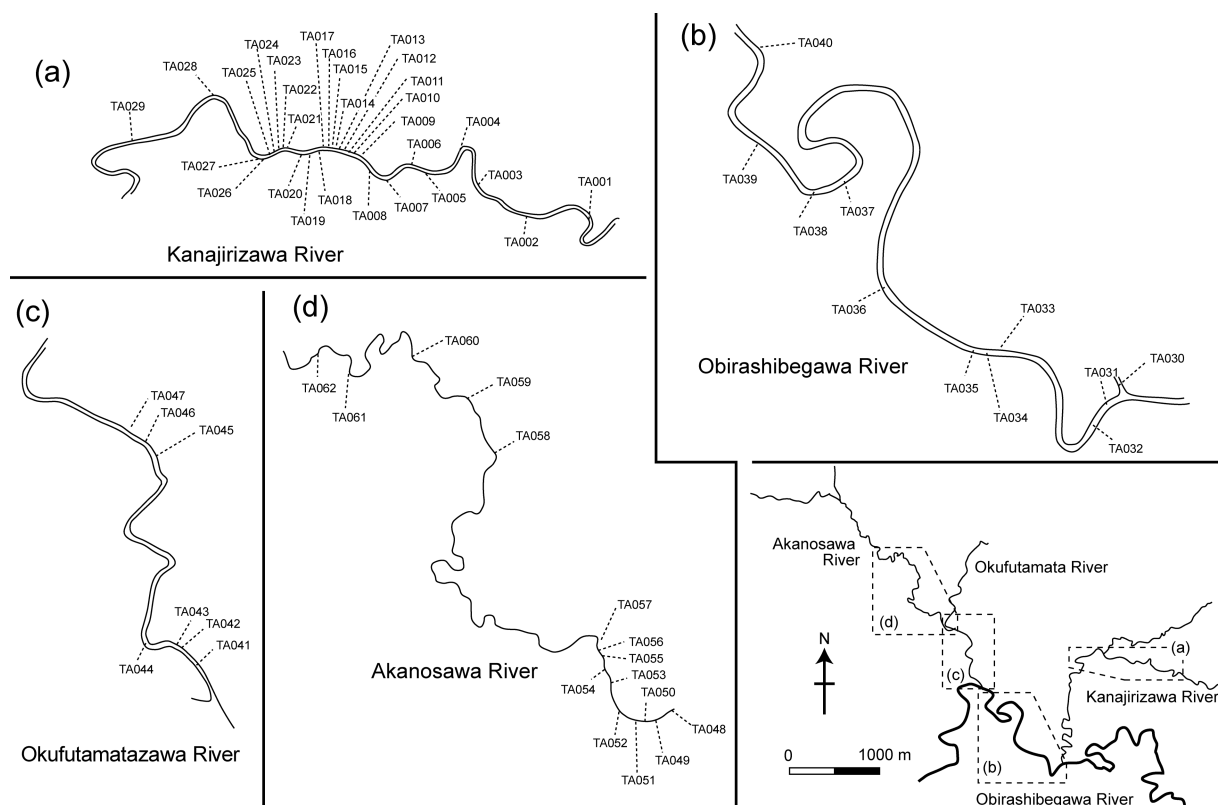 (a)
TA029
TA028
TA025
TA024
TA023
TA022
TA021
TA017
TA016
TA015
TA014
TA013
TA012
TA011
TA010
TA009
TA006
TA004
TA003
TA001
TA027
TA026
TA020
TA019
TA018
TA008
TA007
TA005
TA002
Kanajirizawa River
(b)
TA040
TA039
TA038
TA037
TA036
TA033
TA035
TA034
TA031
TA030
TA032
Obirashibegawa River
(c)
TA047
TA046
TA045
TA043
TA042
TA041
TA044
Okufutamatazawa River
(d)
TA060
TA062
TA061
TA059
TA058
TA057
TA056
TA055
TA053
TA054
TA050
TA048
TA052
TA049
TA051
Akanosawa River
Akanosawa
River
Okufutamata River
(d)
(a)
N
(c)
Kanajirizawa River
0 1000 m
(b)
Obirashibegawa River